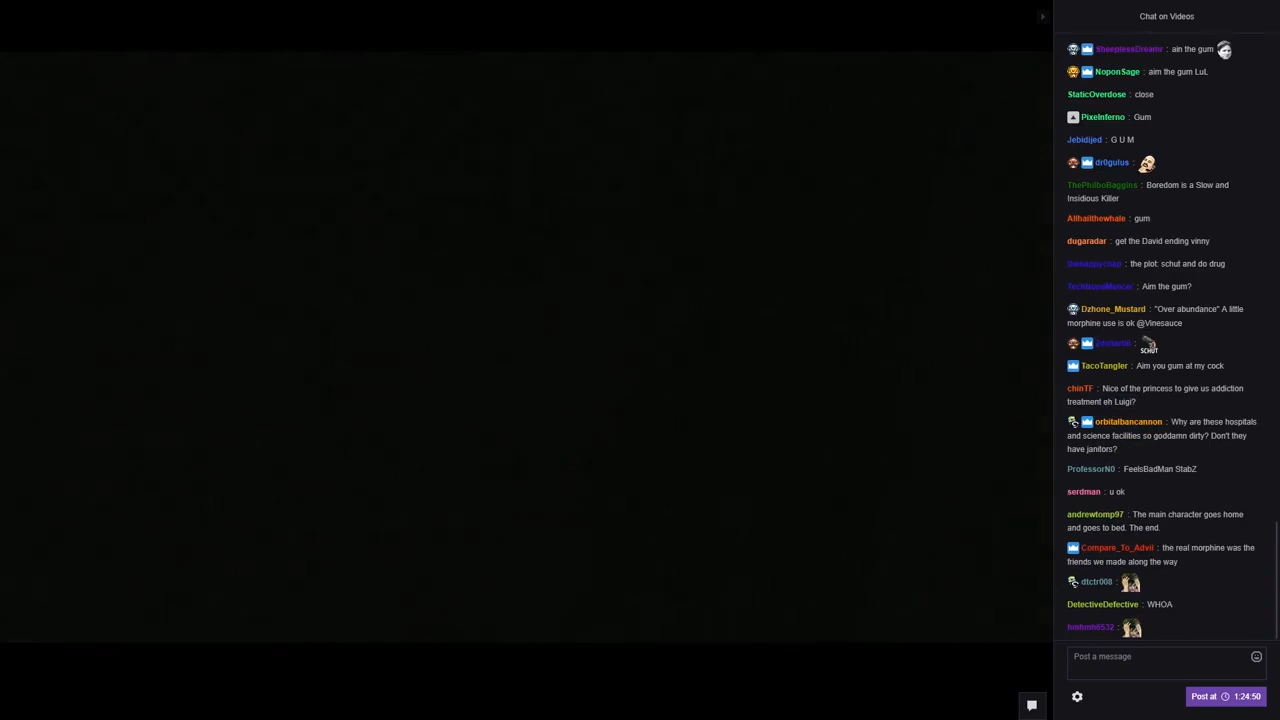 Chat on Videos
SheeplessDreams : ain the gum
NoponSage : aim the gum LuL
StaticOverdose : close
PixeInferno : Gum
Jebidijed : G U M
dr0gulus :
ThePhilboBaggins : Boredom is a Slow and
Insidious Killer
Allhailthewhale : gum
dugaradar : get the David ending vinny
: the plot: schut and do drug
: Aim the gum?
Dzhone_Mustard : "Over abundance" A little
morphine use is ok @Vinesauce
:
SCHUT
TacoTangler : Aim you gum at my cock
chinTF : Nice of the princess to give us addiction
treatment eh Luigi?
orbitalbancannon : Why are these hospitals
and science facilities so goddamn dirty? Don't they
have janitors?
ProfessorN0 : FeelsBadMan StabZ
serdman : u ok
andrewtomp97 : The main character goes home
and goes to bed. The end.
Compare_To_Advil : the real morphine was the
friends we made along the way
dtctr008 :
DetectiveDefective : WHOA
hmhmh6532 :
Post a message
Post at 1:24:50